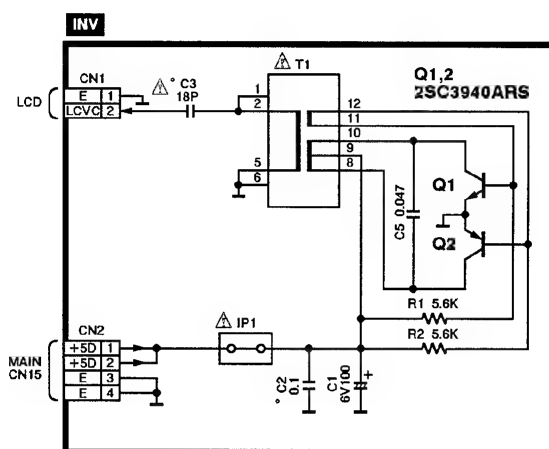 INV
CN1
LCD
E 1
LCVC 2
⚠ ° C3
18P
⚠ T1
1
2
5
6
12
11
10
9
8
Q1,2
2SC3940ARS
Q1
Q2
C5 0.047
R1 5.6K
R2 5.6K
CN2
MAIN
CN15
+5D 1
+5D 2
E 3
E 4
⚠ IP1
° C2
0.1
C1
6V100
+